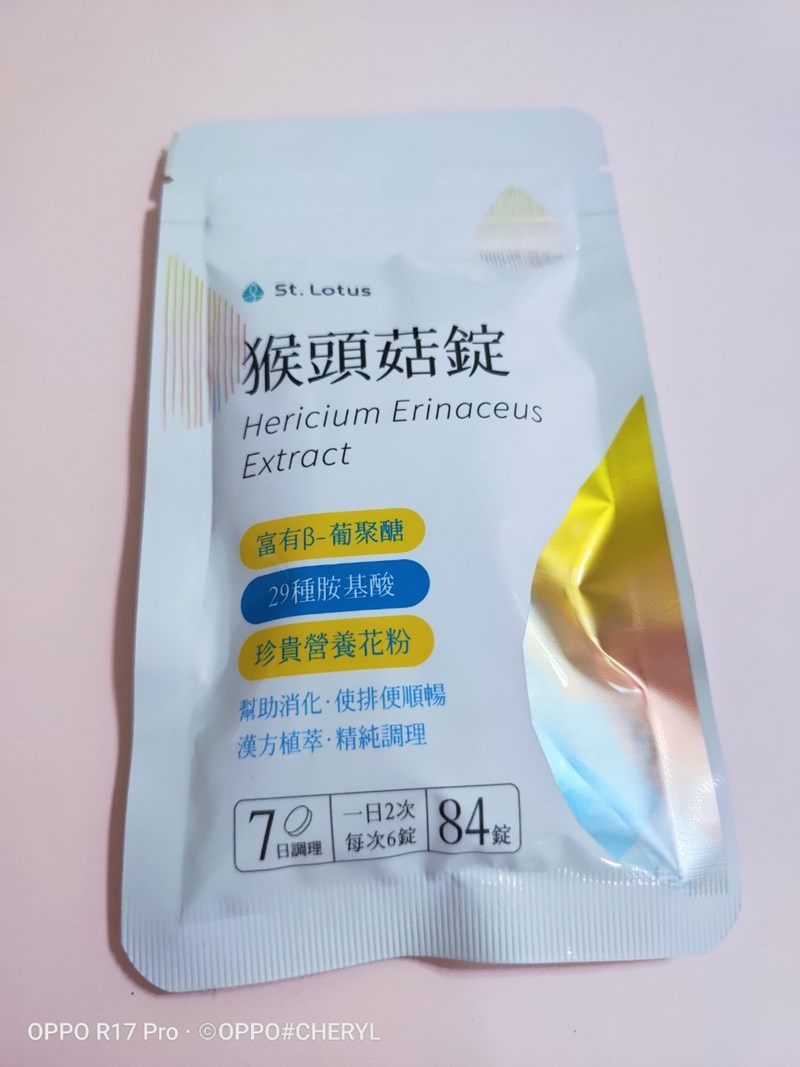 St. Lotus
猴頭菇錠
Hericium Erinaceus
Extract
富有β-葡聚醣
29種胺基酸
珍貴營養花粉
幫助消化·使排便順暢
漢方植萃·精純調理
7日調理
一日2次
每次6錠
84錠
OPPO R17 Pro · ©OPPO#CHERYL